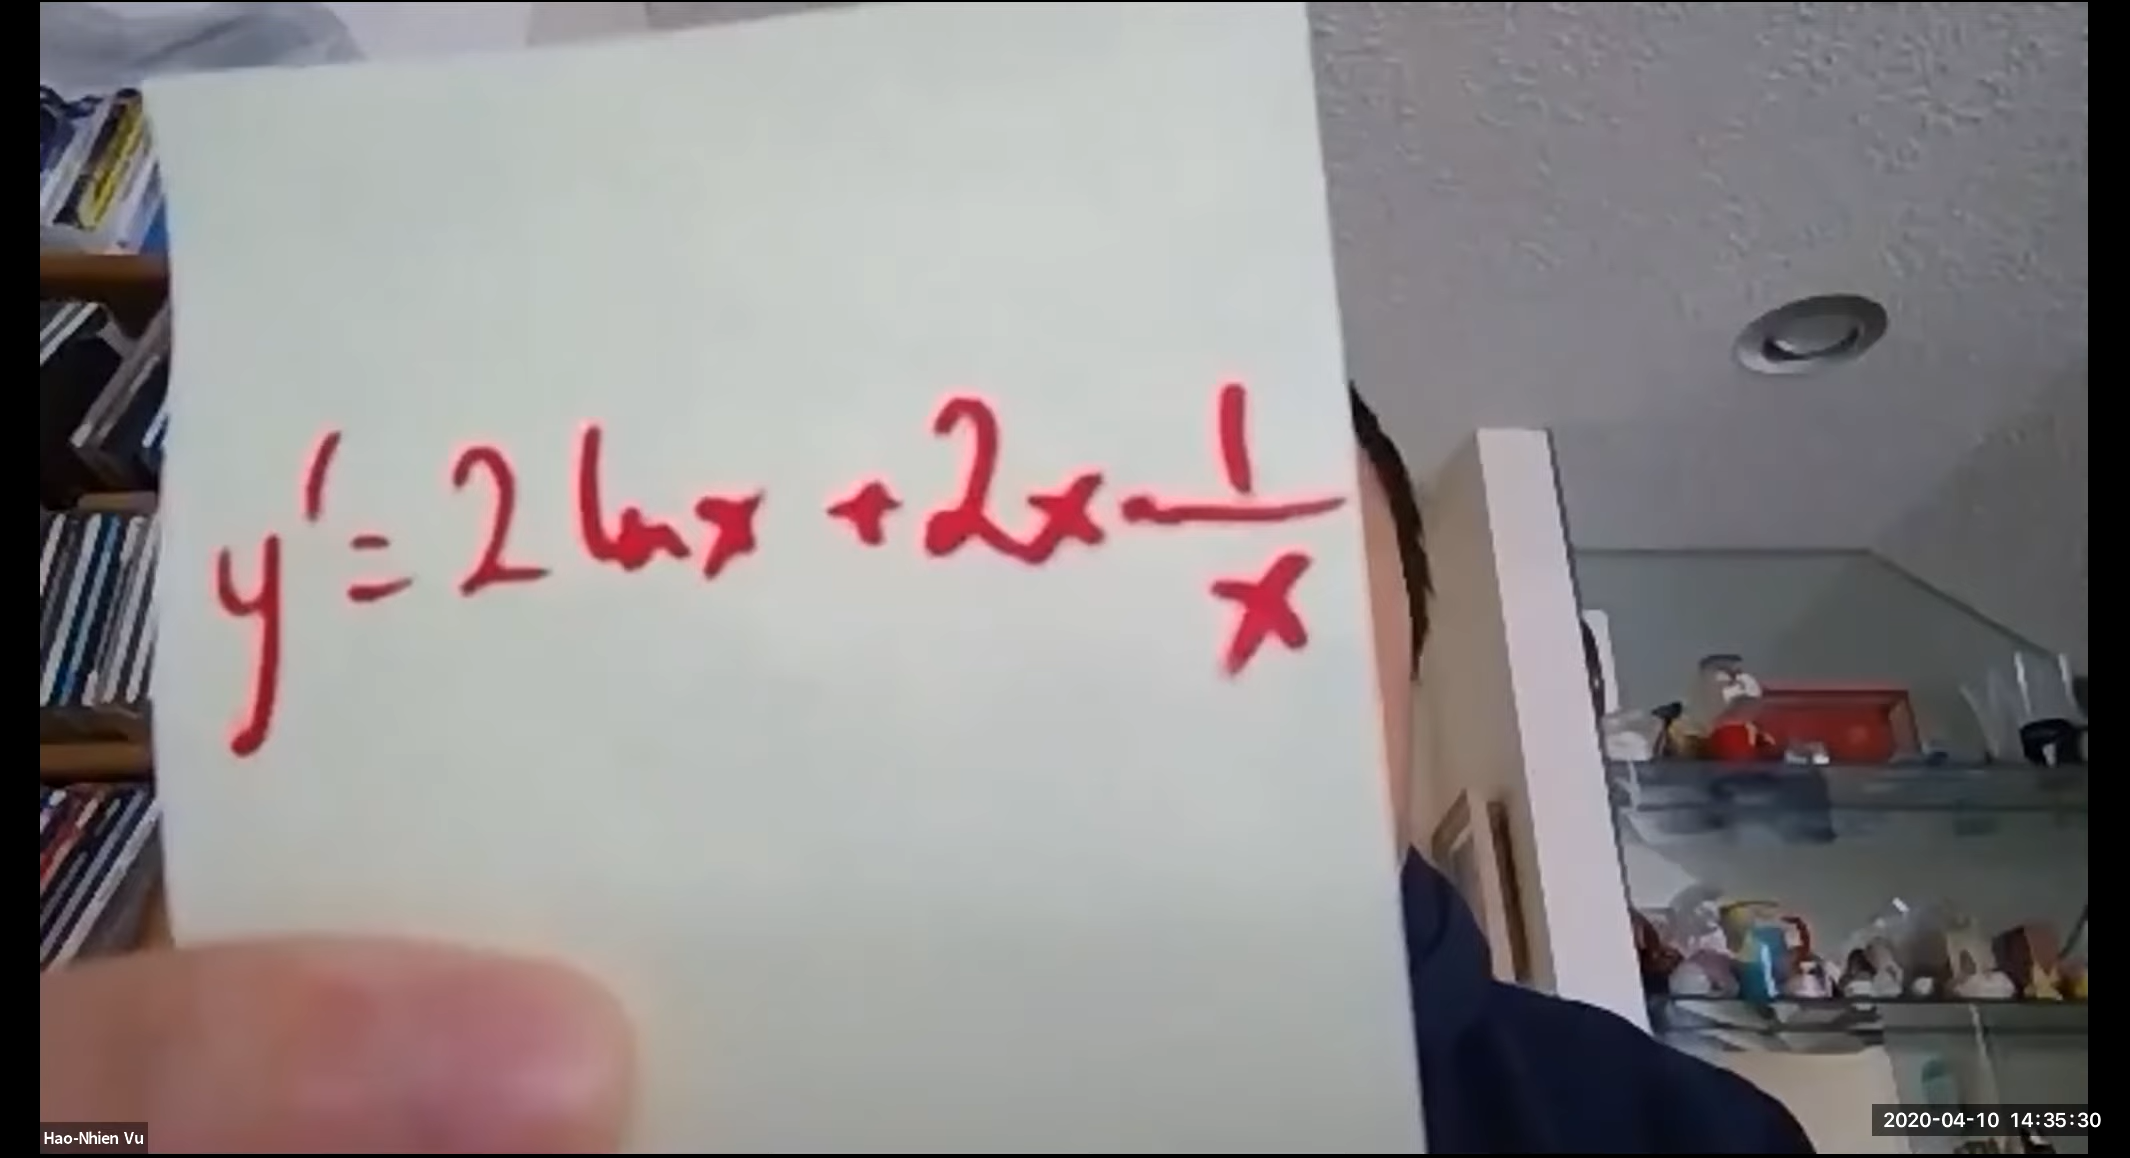 y' = 2 ln x + 2x · 1/x
Hao-Nhien Vu
2020-04-10 14:35:30